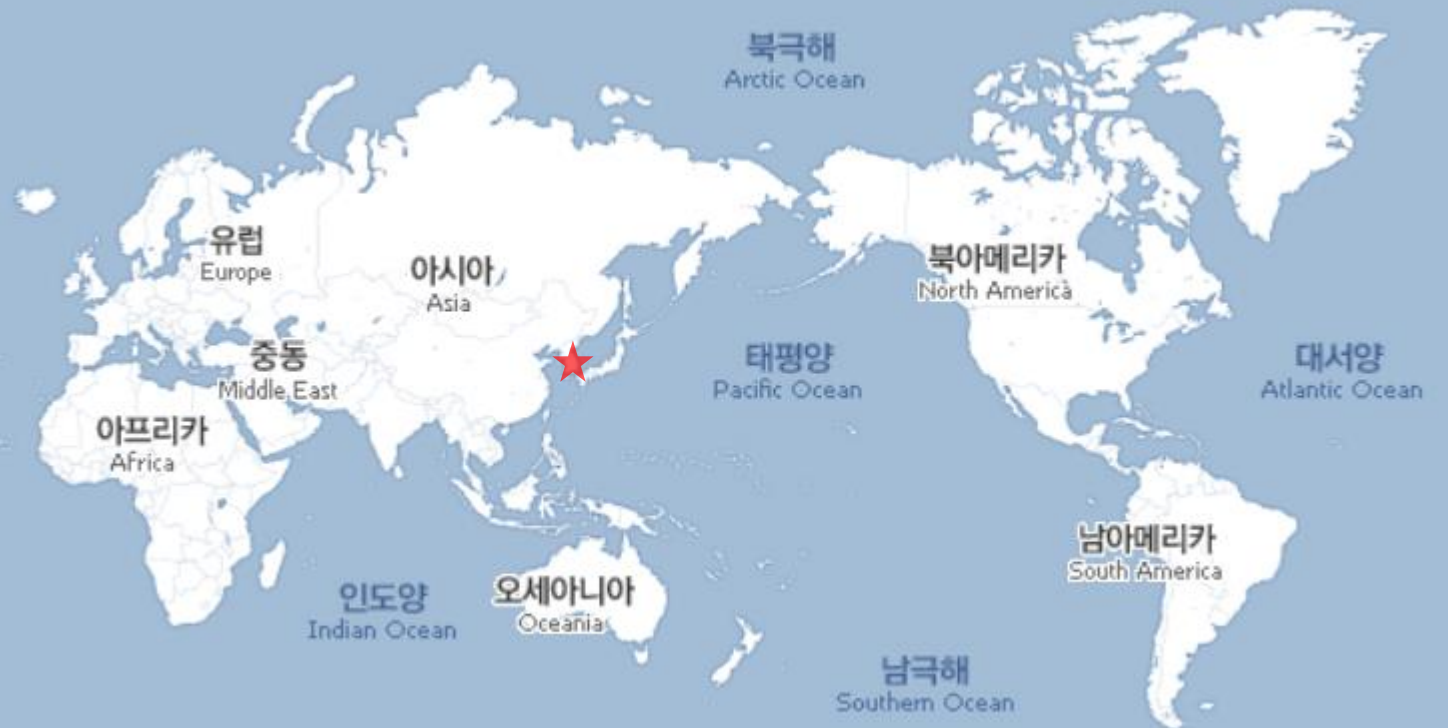 북극해
Arctic Ocean
유럽
Europe
아시아
Asia
북아메리카
North America
중동
Middle East
태평양
Pacific Ocean
대서양
Atlantic Ocean
아프리카
Africa
남아메리카
South America
인도양
Indian Ocean
오세아니아
Oceania
남극해
Southern Ocean